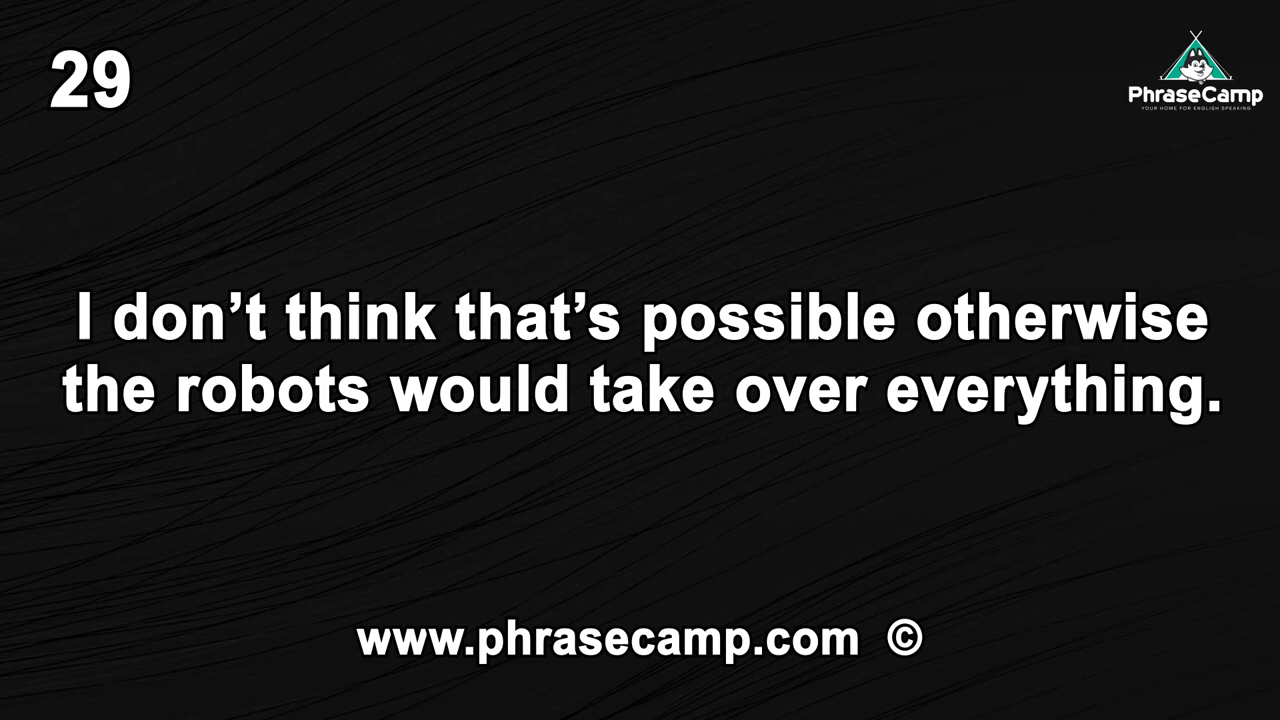 29
PhraseCamp
YOUR HOME FOR ENGLISH SPEAKING
I don’t think that’s possible otherwise
the robots would take over everything.
www.phrasecamp.com ©